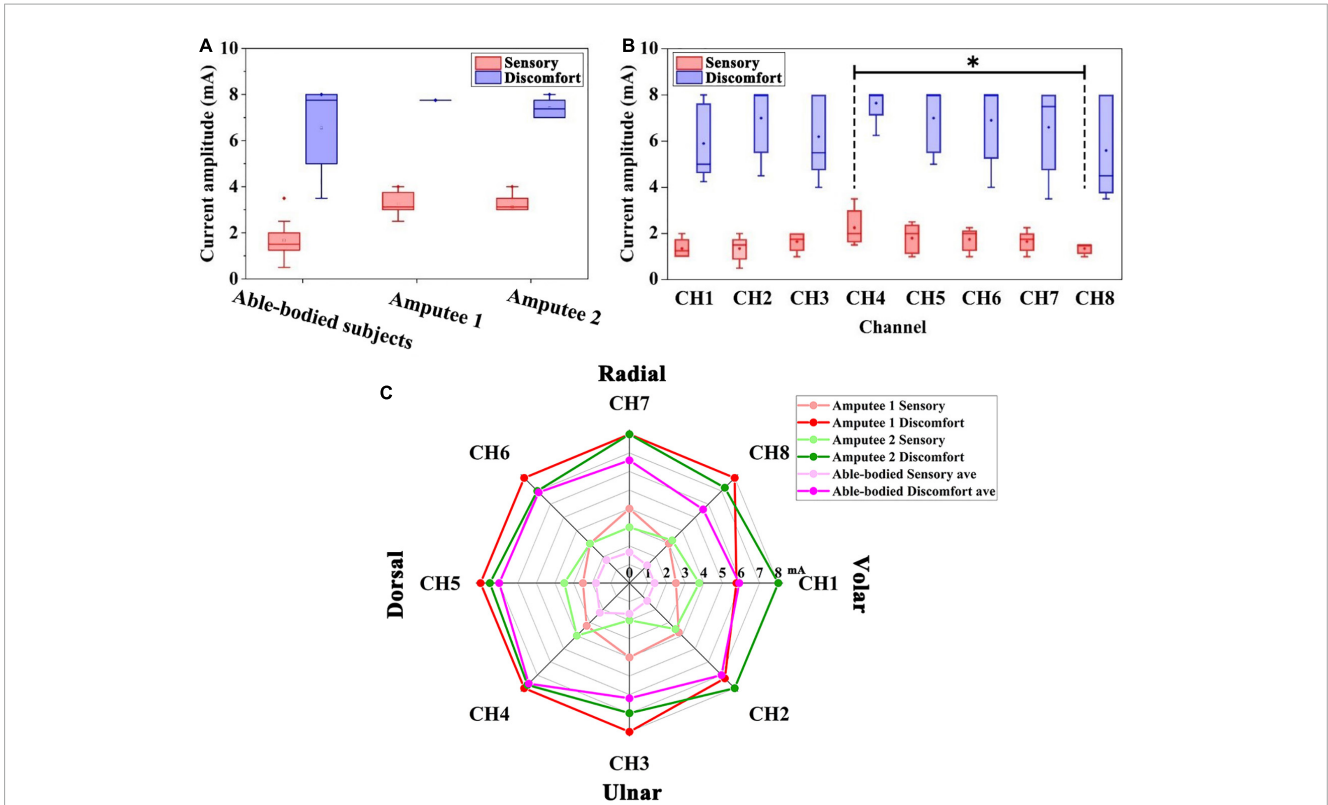 A
Current amplitude (mA)
10
8
6
4
2
0
Sensory
Discomfort
Able-bodied subjects
Amputee 1
Amputee 2
B
Current amplitude (mA)
10
8
6
4
2
0
Sensory
Discomfort
*
CH1 CH2 CH3 CH4 CH5 CH6 CH7 CH8
Channel
C
Radial
CH7
CH6
CH8
Dorsal
CH5
0 1 2 3 4 5 6 7 8 mA
CH1
Volar
CH4
CH2
CH3
Ulnar
Amputee 1 Sensory
Amputee 1 Discomfort
Amputee 2 Sensory
Amputee 2 Discomfort
Able-bodied Sensory ave
Able-bodied Discomfort ave